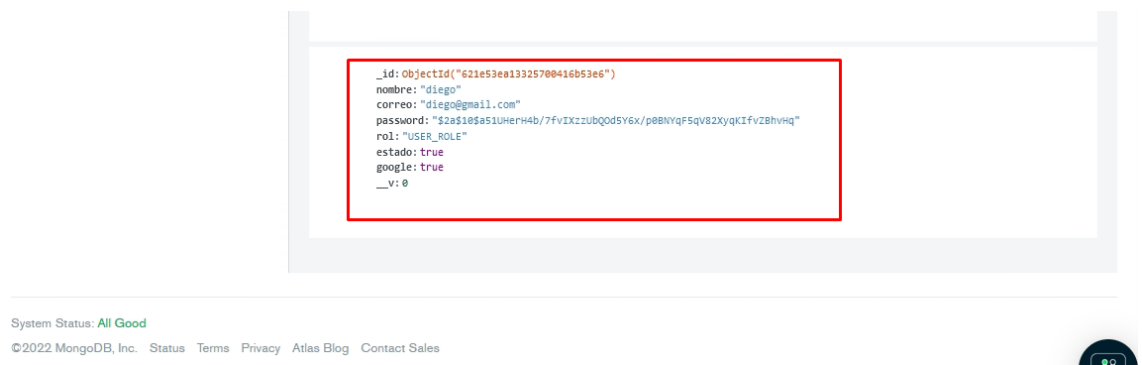 _id: ObjectId("621e53ea13325700416b53e6")
nombre: "diego"
correo: "diego@gmail.com"
password: "$2a$10$a51UHerH4b/7fvIXzzUbQOd5Y6x/p0BNYqF5qV82XyqKIfvZBhvHq"
rol: "USER_ROLE"
estado: true
google: true
__v: 0
System Status: All Good
©2022 MongoDB, Inc. Status Terms Privacy Atlas Blog Contact Sales